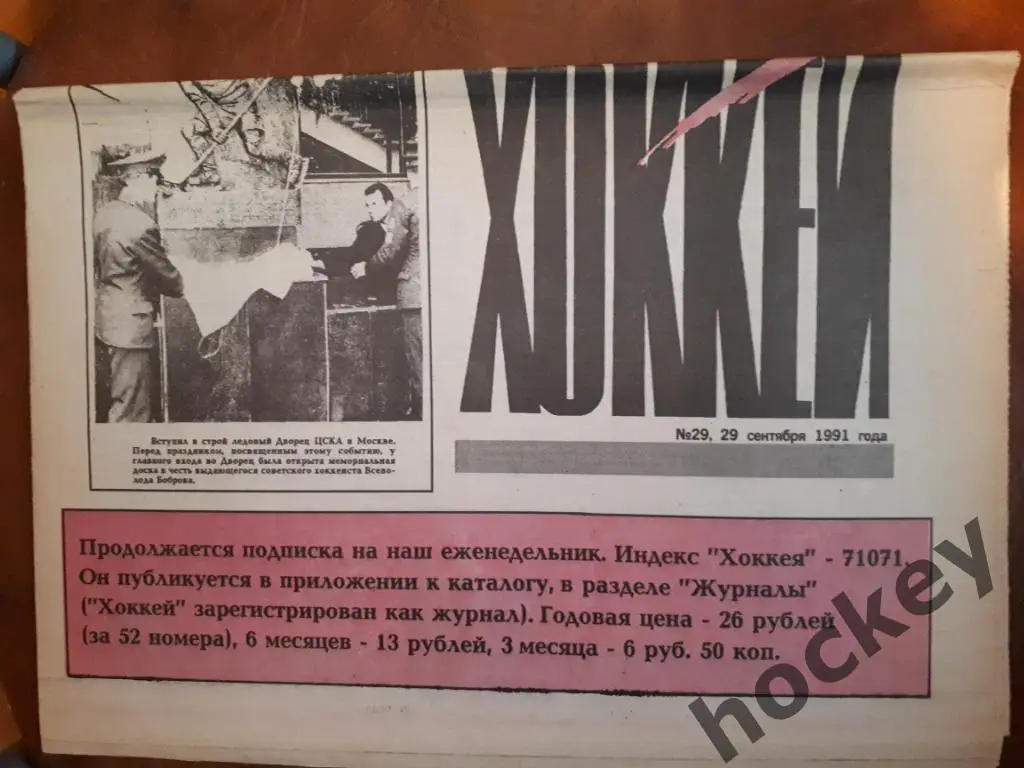 ХОККЕЙ
№29, 29 сентября 1991 года
Вступил в строй ледовый Дворец ЦСКА в Москве.
Перед праздником, посвященным этому событию, у
главного входа во Дворец была открыта мемориальная
доска в честь выдающегося советского хоккеиста Всево-
лода Боброва.
Продолжается подписка на наш еженедельник. Индекс "Хоккея" - 71071.
Он публикуется в приложении к каталогу, в разделе "Журналы"
("Хоккей" зарегистрирован как журнал). Годовая цена - 26 рублей
(за 52 номера), 6 месяцев - 13 рублей, 3 месяца - 6 руб. 50 коп.
hockey